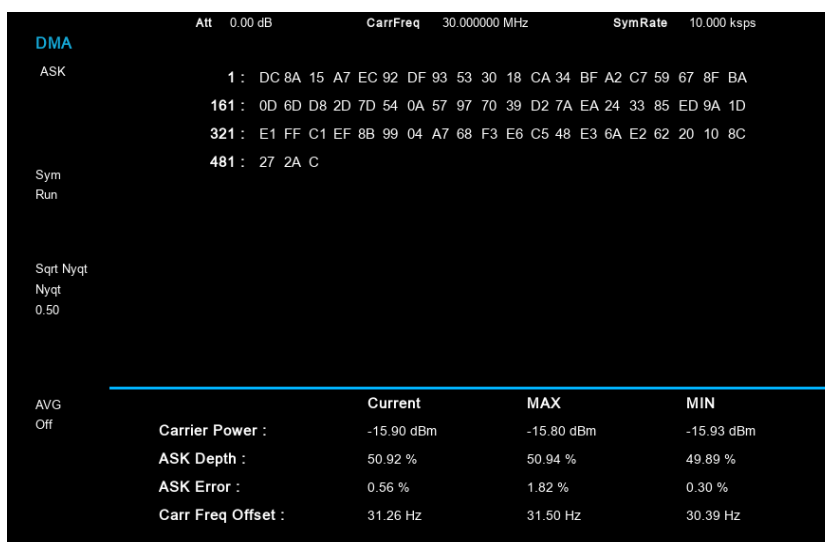 Att 0.00 dB CarrFreq 30.000000 MHz SymRate 10.000 ksps
DMA
ASK
1 : DC 8A 15 A7 EC 92 DF 93 53 30 18 CA 34 BF A2 C7 59 67 8F BA
161 : 0D 6D D8 2D 7D 54 0A 57 97 70 39 D2 7A EA 24 33 85 ED 9A 1D
321 : E1 FF C1 EF 8B 99 04 A7 68 F3 E6 C5 48 E3 6A E2 62 20 10 8C
481 : 27 2A C
Sym
Run
Sqrt Nyqt
Nyqt
0.50
AVG
Off
Current MAX MIN
Carrier Power : -15.90 dBm -15.80 dBm -15.93 dBm
ASK Depth : 50.92 % 50.94 % 49.89 %
ASK Error : 0.56 % 1.82 % 0.30 %
Carr Freq Offset : 31.26 Hz 31.50 Hz 30.39 Hz